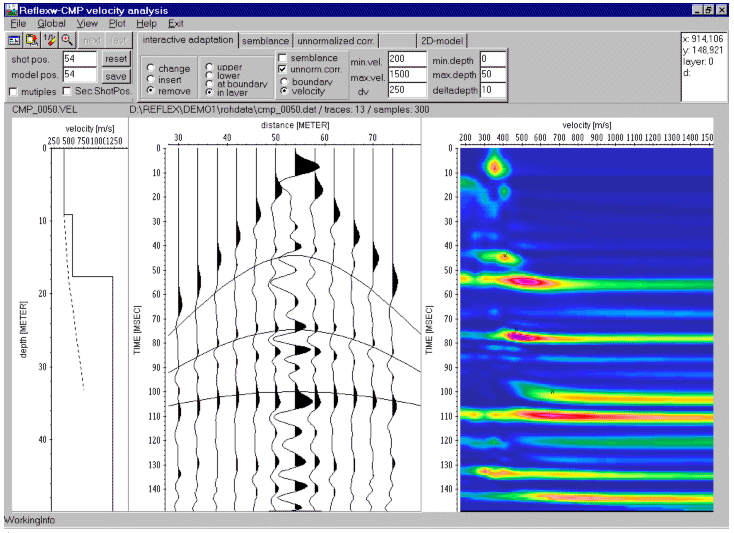 Reflexw-CMP velocity analysis
File Global View Plot Help Exit
1/2 next test
interactive adaptation semblance unnormalized corr. 2D-model
shot pos. 54 reset
model pos. 54 save
mutiples Sec.ShotPos.
change
insert
remove
upper
lower
at boundary
in layer
semblance
unnorm.corr.
boundary
velocity
min.vel. 200 min.depth 0
max.vel. 1500 max.depth 50
dv 250 deltadepth 10
x: 914,106
y: 148,921
layer: 0
d:
CMP_0050.VEL D:\REFLEX\DEMO1\rohdata\cmp_0050.dat / traces: 13 / samples: 300
velocity [m/s]
250 500 750 1000 1250
depth [METER]
0
10
20
30
40
distance [METER]
30 40 50 60 70
TIME [MSEC]
0
10
20
30
40
50
60
70
80
90
100
110
120
130
140
velocity [m/s]
200 300 400 500 600 700 800 900 1000 1100 1200 1300 1400
TIME [MSEC]
0
10
20
30
40
50
60
70
80
90
100
110
120
130
140
WorkingInfo